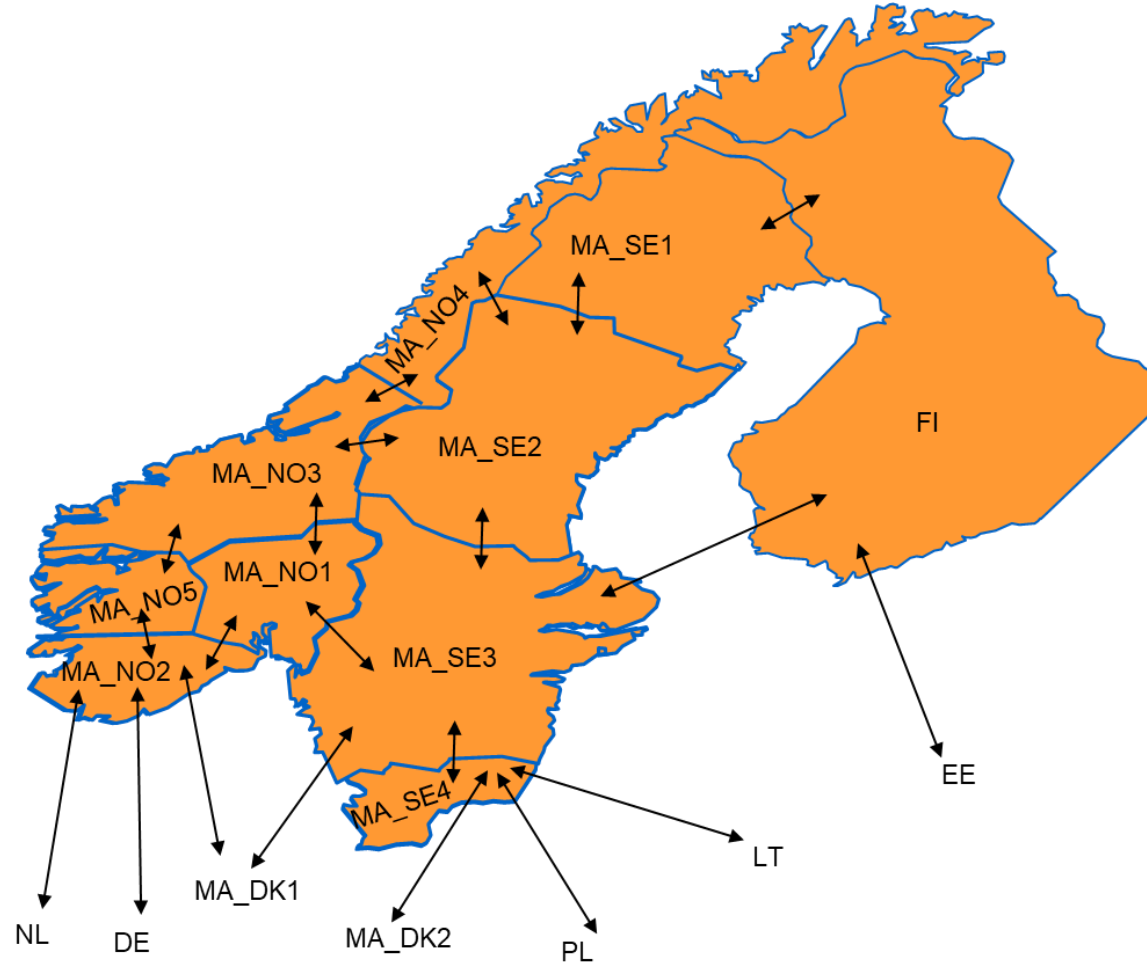 MA_SE1
MA_NO4
FI
MA_SE2
MA_NO3
MA_NO1
MA_NO5
MA_SE3
MA_NO2
EE
MA_SE4
LT
MA_DK1
NL
DE
MA_DK2
PL